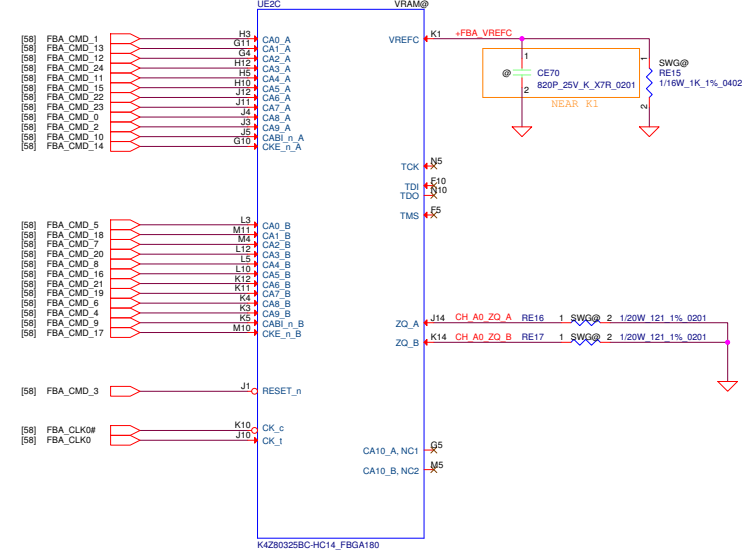 UE2C VRAM@
[58] FBA_CMD_1 H3 CA0_A
[58] FBA_CMD_13 G11 CA1_A
[58] FBA_CMD_12 G4 CA2_A
[58] FBA_CMD_24 H12 CA3_A
[58] FBA_CMD_11 H5 CA4_A
[58] FBA_CMD_15 H10 CA5_A
[58] FBA_CMD_22 J12 CA6_A
[58] FBA_CMD_23 J11 CA7_A
[58] FBA_CMD_0 J4 CA8_A
[58] FBA_CMD_2 J3 CA9_A
[58] FBA_CMD_10 J5 CABI_n_A
[58] FBA_CMD_14 G10 CKE_n_A
VREFC K1 +FBA_VREFC
1
@ CE70
820P_25V_K_X7R_0201
2
NEAR K1
SWG@
1 RE15
1/16W_1K_1%_0402
2
TCK N5
TDI F10
TDO N10
TMS F5
[58] FBA_CMD_5 L3 CA0_B
[58] FBA_CMD_18 M11 CA1_B
[58] FBA_CMD_7 M4 CA2_B
[58] FBA_CMD_20 L12 CA3_B
[58] FBA_CMD_8 L5 CA4_B
[58] FBA_CMD_16 L10 CA5_B
[58] FBA_CMD_21 K12 CA6_B
[58] FBA_CMD_19 K11 CA7_B
[58] FBA_CMD_6 K4 CA8_B
[58] FBA_CMD_4 K3 CA9_B
[58] FBA_CMD_9 K5 CABI_n_B
[58] FBA_CMD_17 M10 CKE_n_B
ZQ_A J14 CH_A0_ZQ_A RE16 1 SWG@ 2 1/20W_121_1%_0201
ZQ_B K14 CH_A0_ZQ_B RE17 1 SWG@ 2 1/20W_121_1%_0201
[58] FBA_CMD_3 J1 RESET_n
[58] FBA_CLK0# K10 CK_c
[58] FBA_CLK0 J10 CK_t
CA10_A, NC1 G5
CA10_B, NC2 M5
K4Z80325BC-HC14_FBGA180